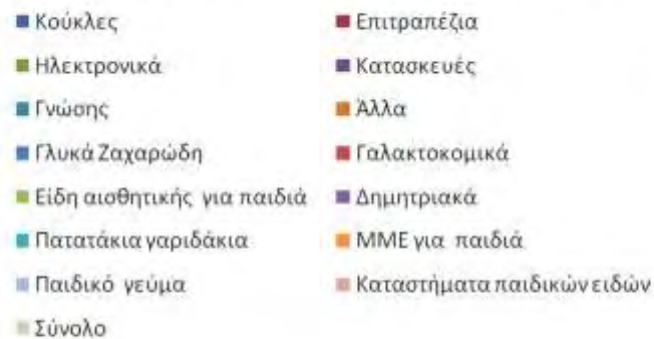 Κούκλες Επιτραπέζια
Ηλεκτρονικά Κατασκευές
Γνώσης Άλλα
Γλυκά Ζαχαρώδη Γαλακτοκομικά
Είδη αισθητικής για παιδιά Δημητριακά
Πατατάκια γαριδάκια ΜΜΕ για παιδιά
Παιδικό γεύμα Καταστήματα παιδικών ειδών
Σύνολο